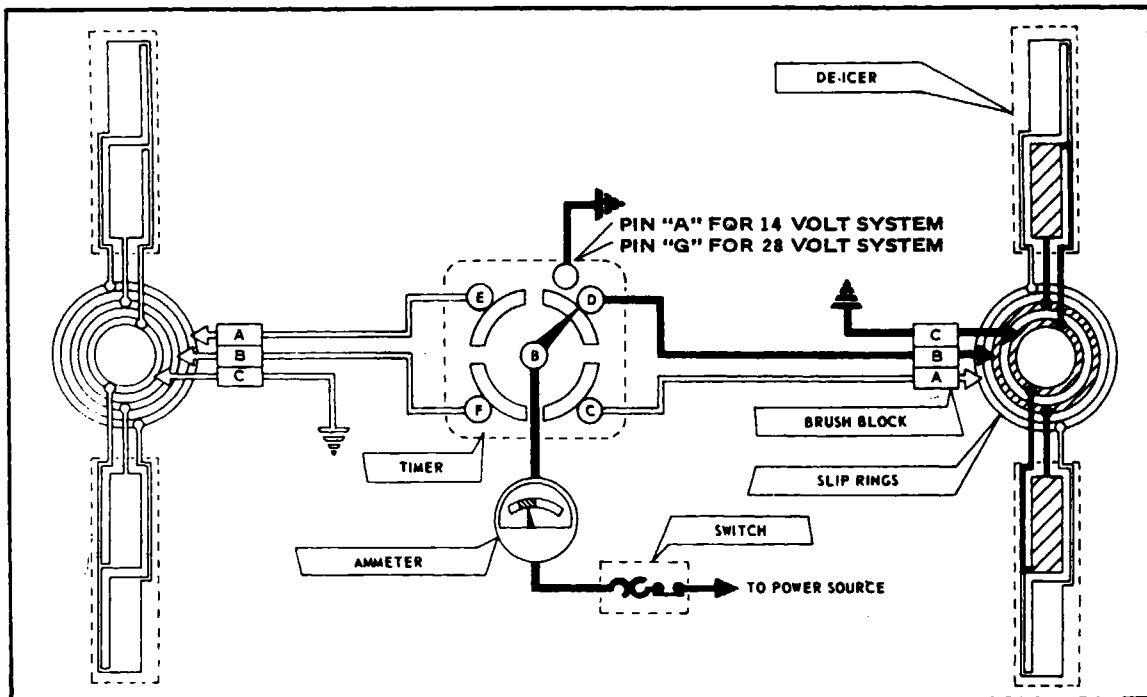 DE-ICER
PIN "A" FOR 14 VOLT SYSTEM
PIN "G" FOR 28 VOLT SYSTEM
E
D
A
B
C
B
C
B
A
F
C
BRUSH BLOCK
TIMER
SLIP RINGS
SWITCH
AMMETER
TO POWER SOURCE